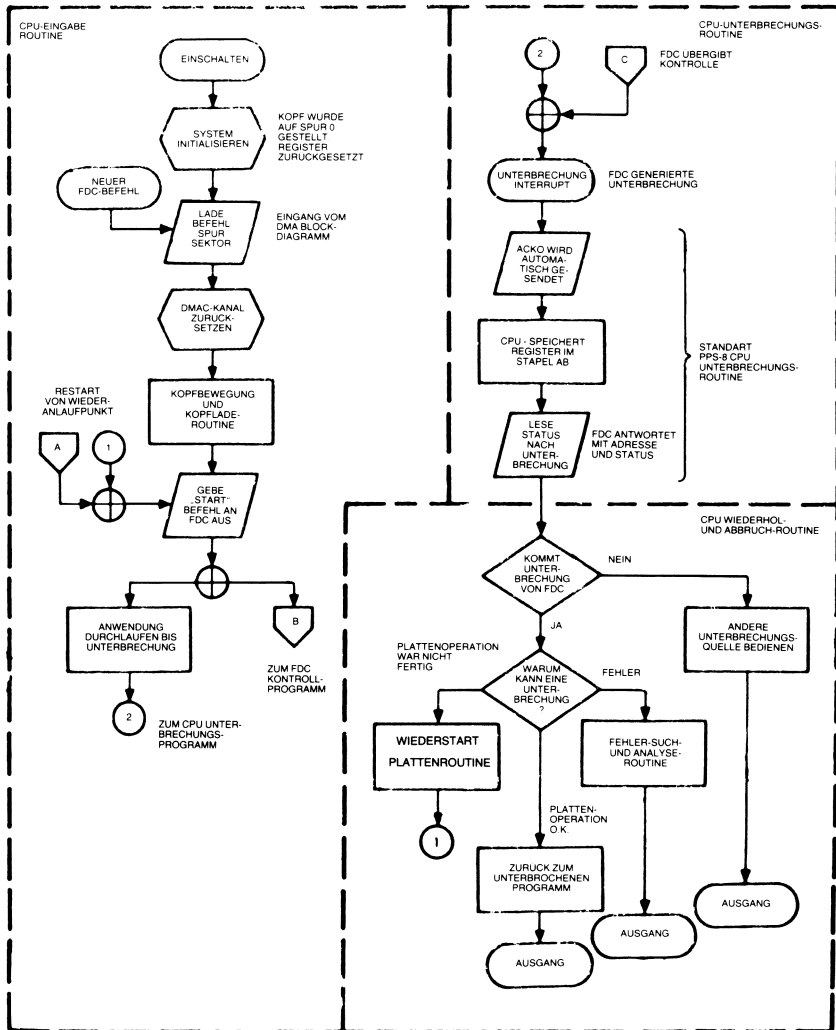 CPU-EINGABE
ROUTINE
EINSCHALTEN
SYSTEM
INITIALISIEREN
KOPF WURDE
AUF SPUR 0
GESTELLT
REGISTER
ZURUCKGESETZT
NEUER
FDC-BEFEHL
LADE
BEFEHL
SPUR
SEKTOR
EINGANG VOM
DMA BLOCK-
DIAGRAMM
DMAC-KANAL
ZURUCK-
SETZEN
RESTART
VON WIEDER-
ANLAUFPUNKT
KOPFBEWEGUNG
UND
KOPFLADE-
ROUTINE
A
1
GEBE
„START"
BEFEHL AN
FDC AUS
ANWENDUNG
DURCHLAUFEN BIS
UNTERBRECHUNG
B
ZUM FDC
KONTROLL-
PROGRAMM
2
ZUM CPU UNTER-
BRECHUNGS-
PROGRAMM
CPU-UNTERBRECHUNGS-
ROUTINE
2
C
FDC UBERGIBT
KONTROLLE
UNTERBRECHUNG
INTERRUPT
FDC GENERIERTE
UNTERBRECHUNG
ACKO WIRD
AUTOMA-
TISCH GE-
SENDET
CPU - SPEICHERT
REGISTER IM
STAPEL AB
STANDART
PPS-8 CPU
UNTERBRECHUNGS-
ROUTINE
LESE
STATUS
NACH
UNTER-
BRECHUNG
FDC ANTWORTET
MIT ADRESSE
UND STATUS
CPU WIEDERHOL-
UND ABBRUCH-ROUTINE
KOMMT
UNTER-
BRECHUNG
VON FDC
NEIN
JA
ANDERE
UNTERBRECHUNGS-
QUELLE BEDIENEN
PLATTENOPERATION
WAR NICHT
FERTIG
WARUM
KANN EINE
UNTER-
BRECHUNG
?
FEHLER
WIEDERSTART
PLATTENROUTINE
FEHLER-SUCH-
UND ANALYSE-
ROUTINE
1
PLATTEN-
OPERATION
O.K.
ZURUCK ZUM
UNTERBROCHENEN
PROGRAMM
AUSGANG
AUSGANG
AUSGANG